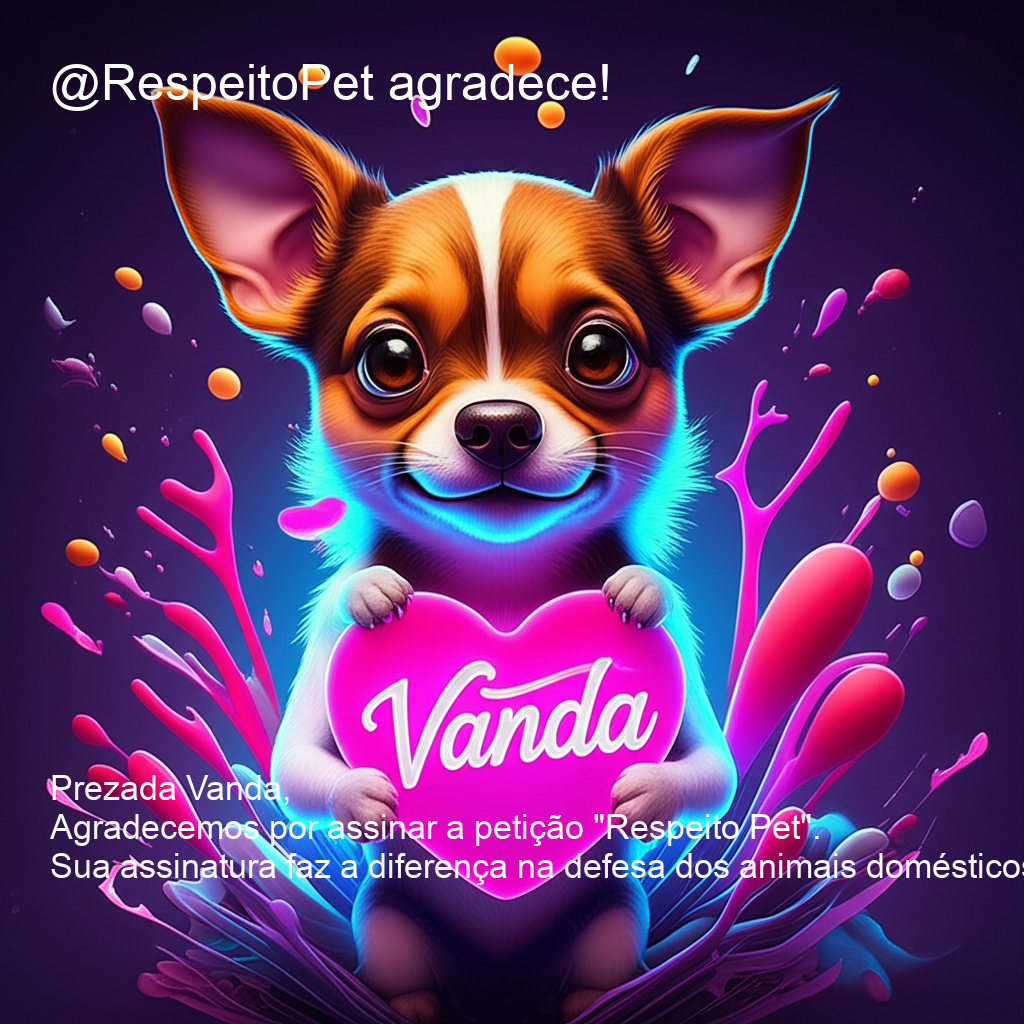 @RespeitoPet agradece!
Vanda
Prezada Vanda,
Agradecemos por assinar a petição "Respeito Pet".
Sua assinatura faz a diferença na defesa dos animais domésticos